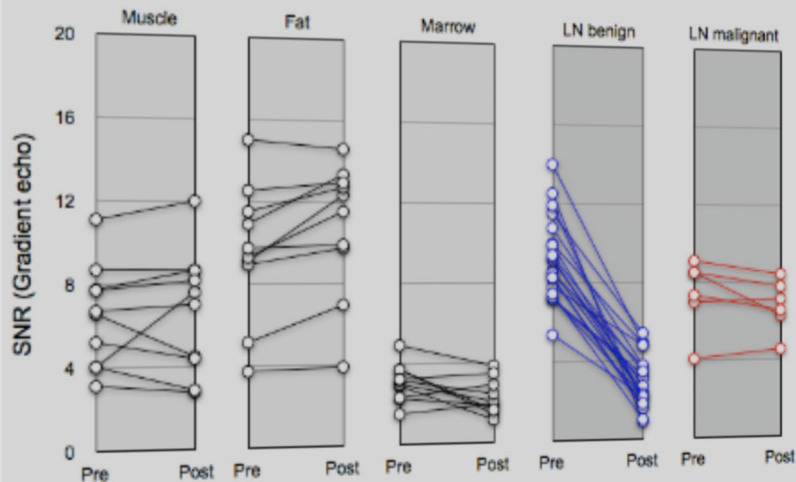 Muscle
Fat
Marrow
LN benign
LN malignant
SNR (Gradient echo)
20
16
12
8
4
0
Pre
Post
Pre
Post
Pre
Post
Pre
Post
Pre
Post